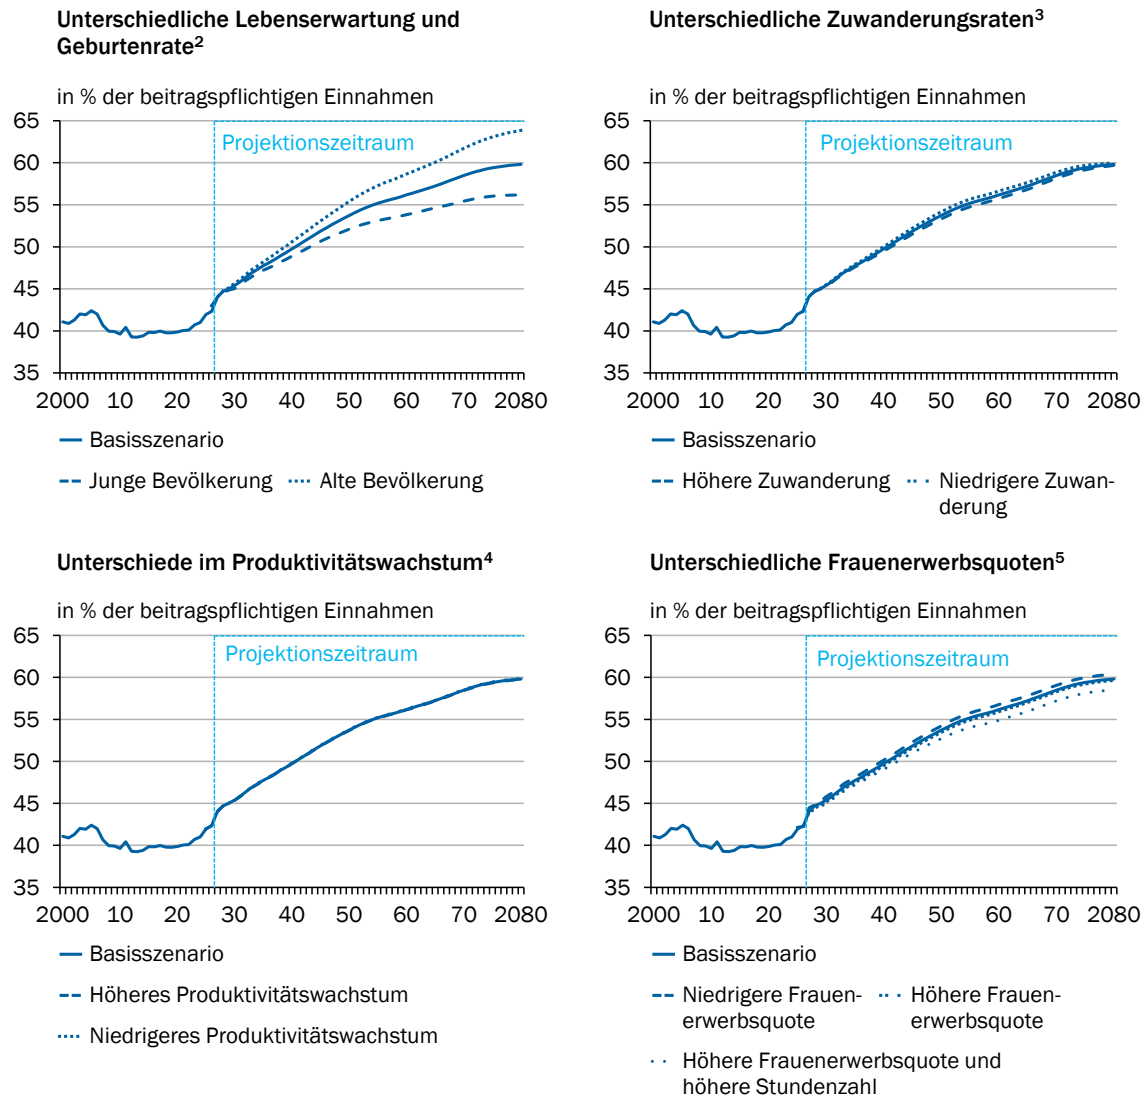 Unterschiedliche Lebenserwartung und
Geburtenrate²
in % der beitragspflichtigen Einnahmen
65
60
55
50
45
40
35
Projektionszeitraum
2000 10 20 30 40 50 60 70 2080
Basisszenario
Junge Bevölkerung Alte Bevölkerung
Unterschiedliche Zuwanderungsraten³
in % der beitragspflichtigen Einnahmen
65
60
55
50
45
40
35
Projektionszeitraum
2000 10 20 30 40 50 60 70 2080
Basisszenario
Höhere Zuwanderung Niedrigere Zuwan-
derung
Unterschiede im Produktivitätswachstum⁴
in % der beitragspflichtigen Einnahmen
65
60
55
50
45
40
35
Projektionszeitraum
2000 10 20 30 40 50 60 70 2080
Basisszenario
Höheres Produktivitätswachstum
Niedrigeres Produktivitätswachstum
Unterschiedliche Frauenerwerbsquoten⁵
in % der beitragspflichtigen Einnahmen
65
60
55
50
45
40
35
Projektionszeitraum
2000 10 20 30 40 50 60 70 2080
Basisszenario
Niedrigere Frauen- Höhere Frauen-
erwerbsquote erwerbsquote
Höhere Frauenerwerbsquote und
höhere Stundenzahl